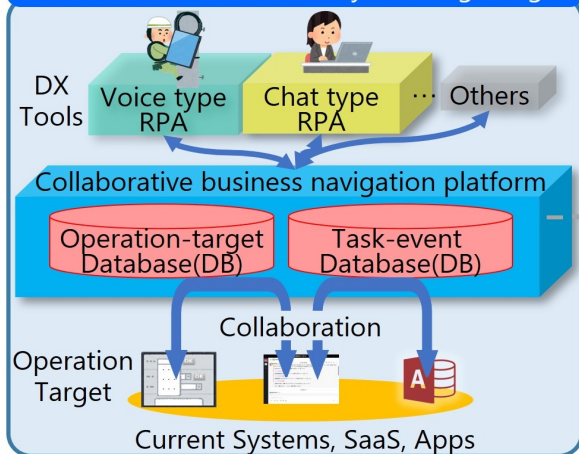 DX
Tools
Voice type
RPA
Chat type
RPA
… Others
Collaborative business navigation platform
Operation-target
Database(DB)
Task-event
Database(DB)
Collaboration
Operation
Target
A
Current Systems, SaaS, Apps